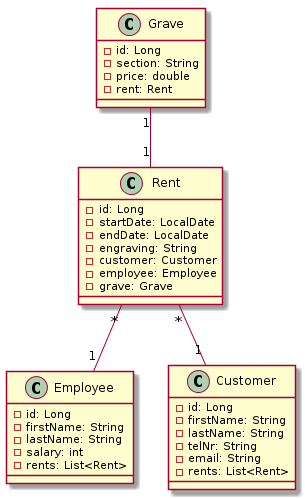 C Grave
id: Long
section: String
price: double
rent: Rent
1
1
C Rent
id: Long
startDate: LocalDate
endDate: LocalDate
engraving: String
customer: Customer
employee: Employee
grave: Grave
* *
1 1
C Employee
id: Long
firstName: String
lastName: String
salary: int
rents: List<Rent>
C Customer
id: Long
firstName: String
lastName: String
telNr: String
email: String
rents: List<Rent>